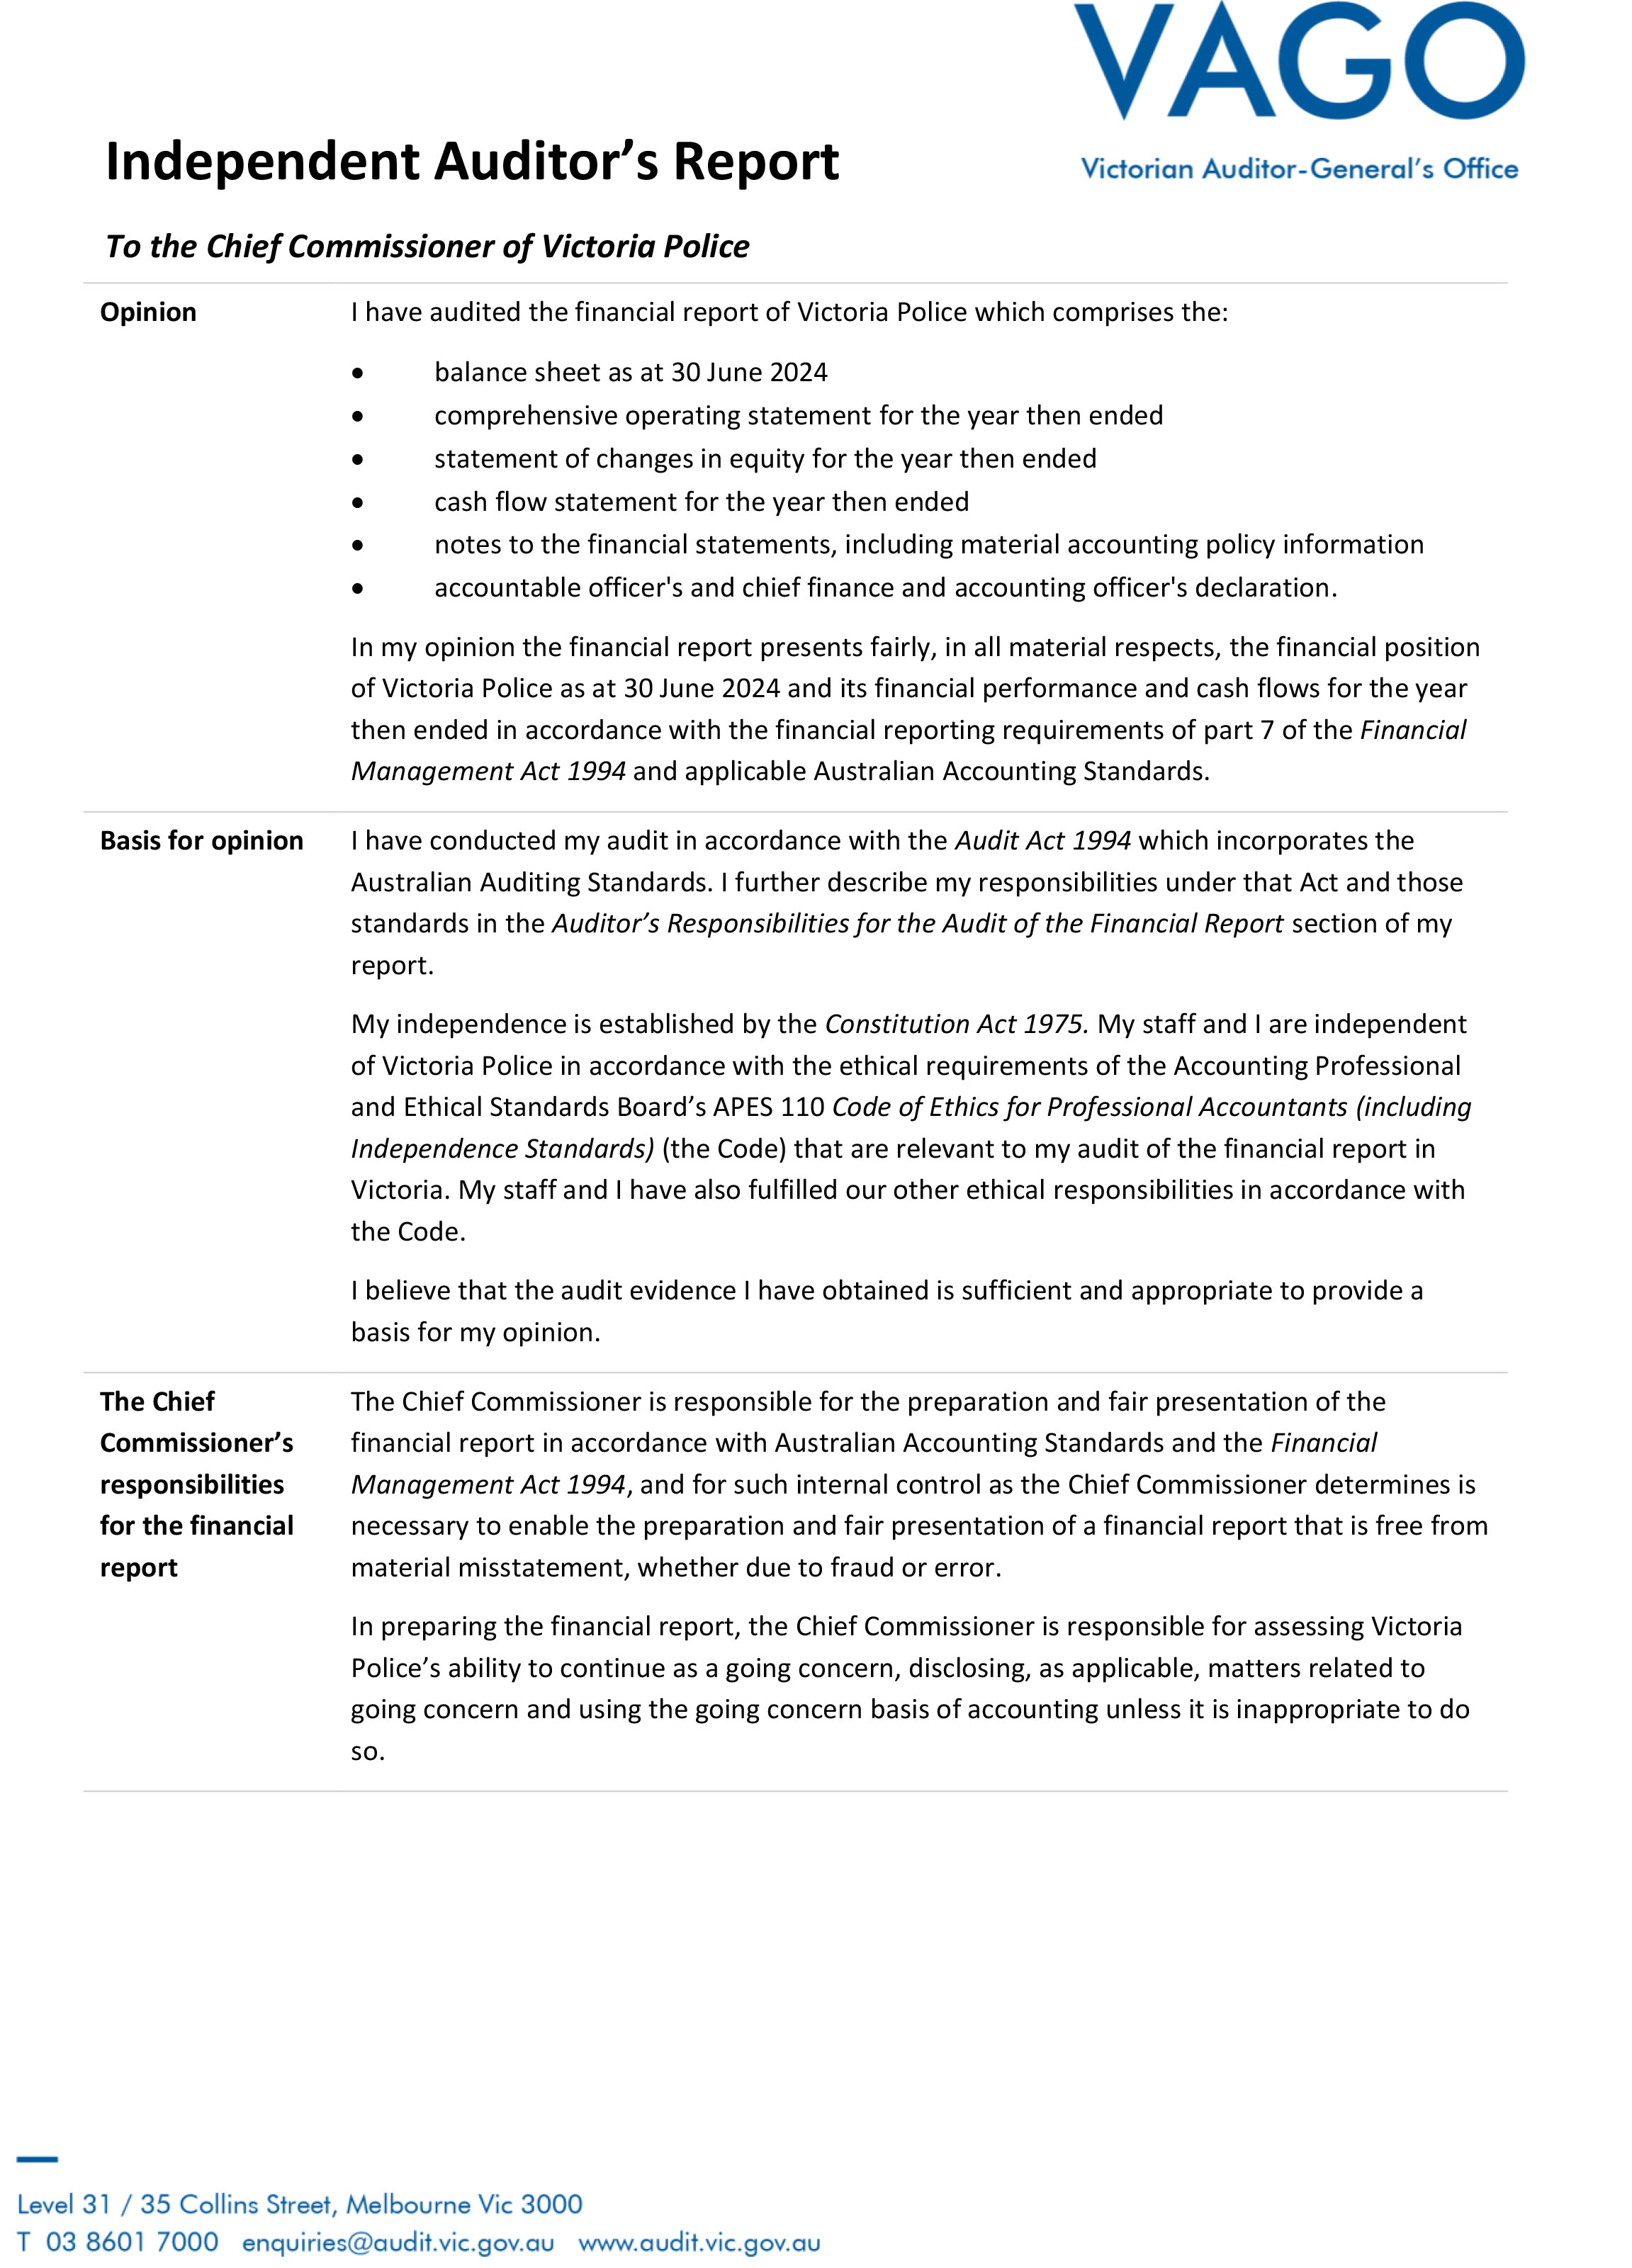 VAGO
Victorian Auditor-General's Office
Independent Auditor’s Report
To the Chief Commissioner of Victoria Police
Opinion
I have audited the financial report of Victoria Police which comprises the:
• balance sheet as at 30 June 2024
• comprehensive operating statement for the year then ended
• statement of changes in equity for the year then ended
• cash flow statement for the year then ended
• notes to the financial statements, including material accounting policy information
• accountable officer's and chief finance and accounting officer's declaration.
In my opinion the financial report presents fairly, in all material respects, the financial position
of Victoria Police as at 30 June 2024 and its financial performance and cash flows for the year
then ended in accordance with the financial reporting requirements of part 7 of the Financial
Management Act 1994 and applicable Australian Accounting Standards.
Basis for opinion
I have conducted my audit in accordance with the Audit Act 1994 which incorporates the
Australian Auditing Standards. I further describe my responsibilities under that Act and those
standards in the Auditor’s Responsibilities for the Audit of the Financial Report section of my
report.
My independence is established by the Constitution Act 1975. My staff and I are independent
of Victoria Police in accordance with the ethical requirements of the Accounting Professional
and Ethical Standards Board’s APES 110 Code of Ethics for Professional Accountants (including
Independence Standards) (the Code) that are relevant to my audit of the financial report in
Victoria. My staff and I have also fulfilled our other ethical responsibilities in accordance with
the Code.
I believe that the audit evidence I have obtained is sufficient and appropriate to provide a
basis for my opinion.
The Chief
Commissioner’s
responsibilities
for the financial
report
The Chief Commissioner is responsible for the preparation and fair presentation of the
financial report in accordance with Australian Accounting Standards and the Financial
Management Act 1994, and for such internal control as the Chief Commissioner determines is
necessary to enable the preparation and fair presentation of a financial report that is free from
material misstatement, whether due to fraud or error.
In preparing the financial report, the Chief Commissioner is responsible for assessing Victoria
Police’s ability to continue as a going concern, disclosing, as applicable, matters related to
going concern and using the going concern basis of accounting unless it is inappropriate to do
so.
Level 31 / 35 Collins Street, Melbourne Vic 3000
T 03 8601 7000 enquiries@audit.vic.gov.au www.audit.vic.gov.au